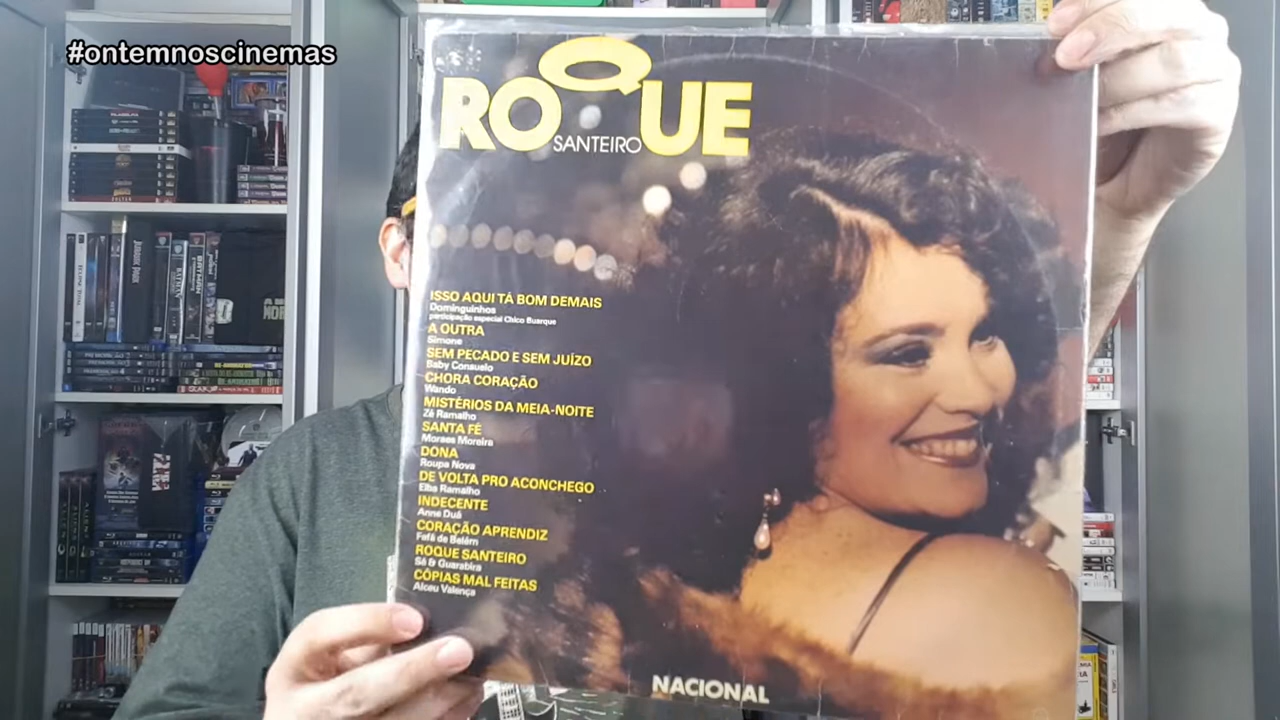 #ontemnoscinemas
ROQUE
SANTEIRO
ISSO AQUI TÁ BOM DEMAIS
Dominguinhos
participação especial Chico Buarque
A OUTRA
Simone
SEM PECADO E SEM JUÍZO
Baby Consuelo
CHORA CORAÇÃO
Wando
MISTÉRIOS DA MEIA-NOITE
Zé Ramalho
SANTA FÉ
Moraes Moreira
DONA
Roupa Nova
DE VOLTA PRO ACONCHEGO
Elba Ramalho
INDECENTE
Anne Duá
CORAÇÃO APRENDIZ
Fafá de Belém
ROQUE SANTEIRO
Sá & Guarabira
CÓPIAS MAL FEITAS
Alceu Valença
NACIONAL
BATMAN